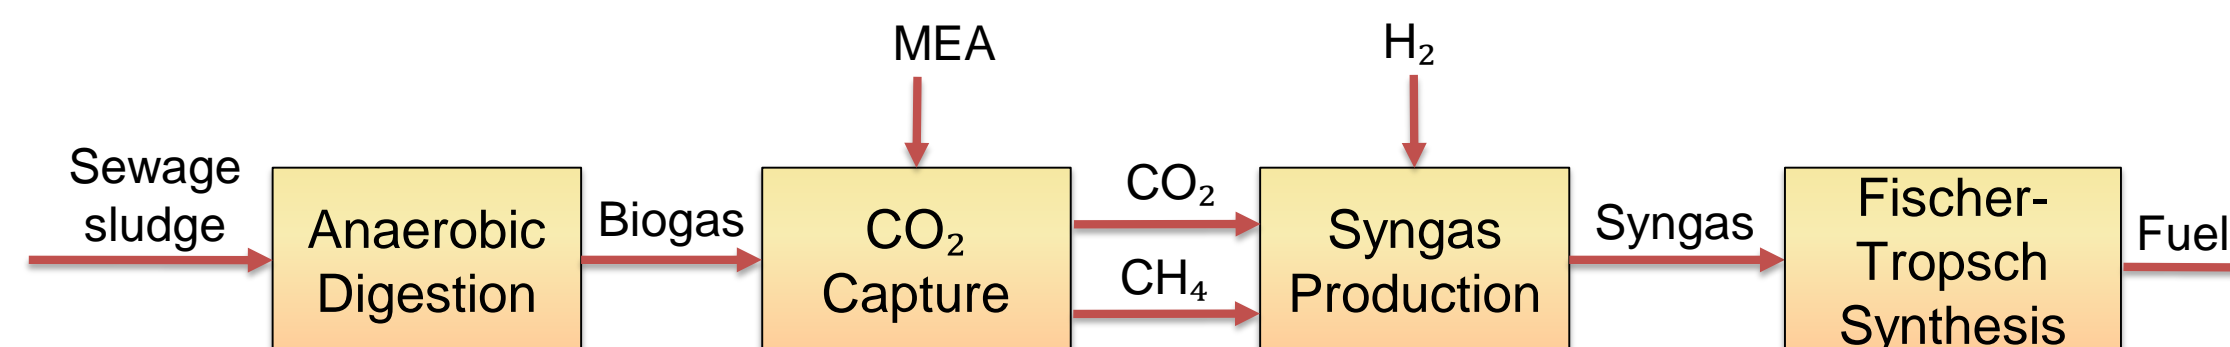 MEA
H₂
Sewage
sludge
Anaerobic
Digestion
Biogas
CO₂
Capture
CO₂
CH₄
Syngas
Production
Syngas
Fischer-
Tropsch
Synthesis
Fuel